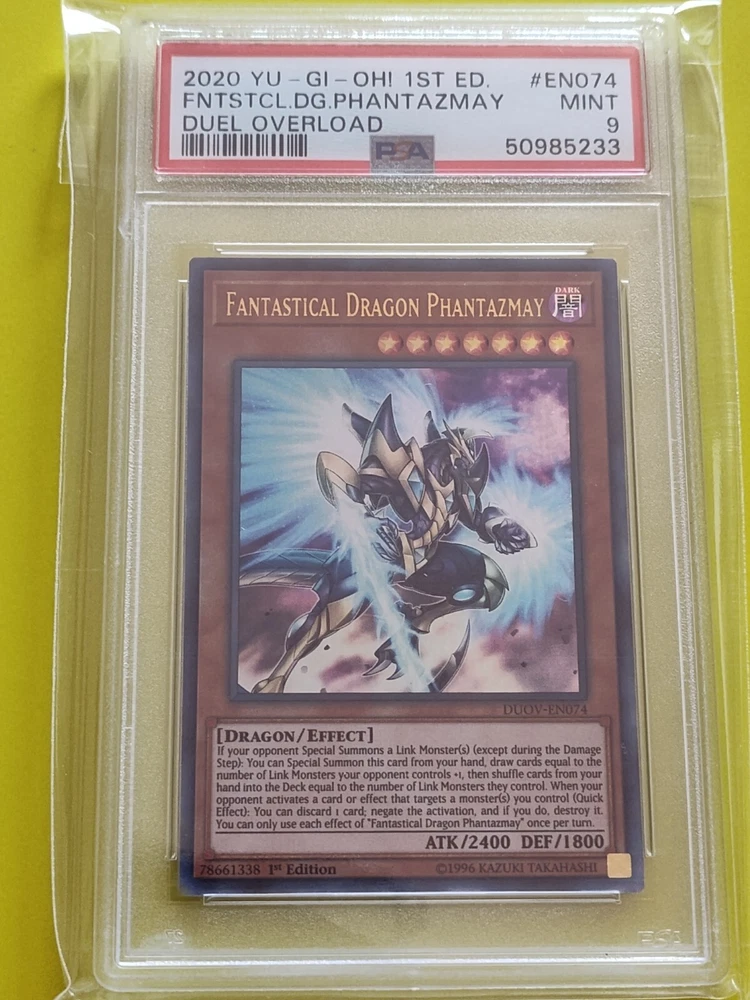 2020 YU-GI-OH! 1ST ED. #EN074
FNTSTCL.DG.PHANTAZMAY MINT
DUEL OVERLOAD 9
PSA 50985233
FANTASTICAL DRAGON PHANTAZMAY
DARK
闇
DUOV-EN074
[DRAGON/EFFECT]
If your opponent Special Summons a Link Monster(s) (except during the Damage
Step): You can Special Summon this card from your hand, draw cards equal to the
number of Link Monsters your opponent controls +1, then shuffle cards from your
hand into the Deck equal to the number of Link Monsters they control. When your
opponent activates a card or effect that targets a monster(s) you control (Quick
Effect): You can discard 1 card; negate the activation, and if you do, destroy it.
You can only use each effect of "Fantastical Dragon Phantazmay" once per turn.
ATK/2400 DEF/1800
78661338 1st Edition ©1996 KAZUKI TAKAHASHI